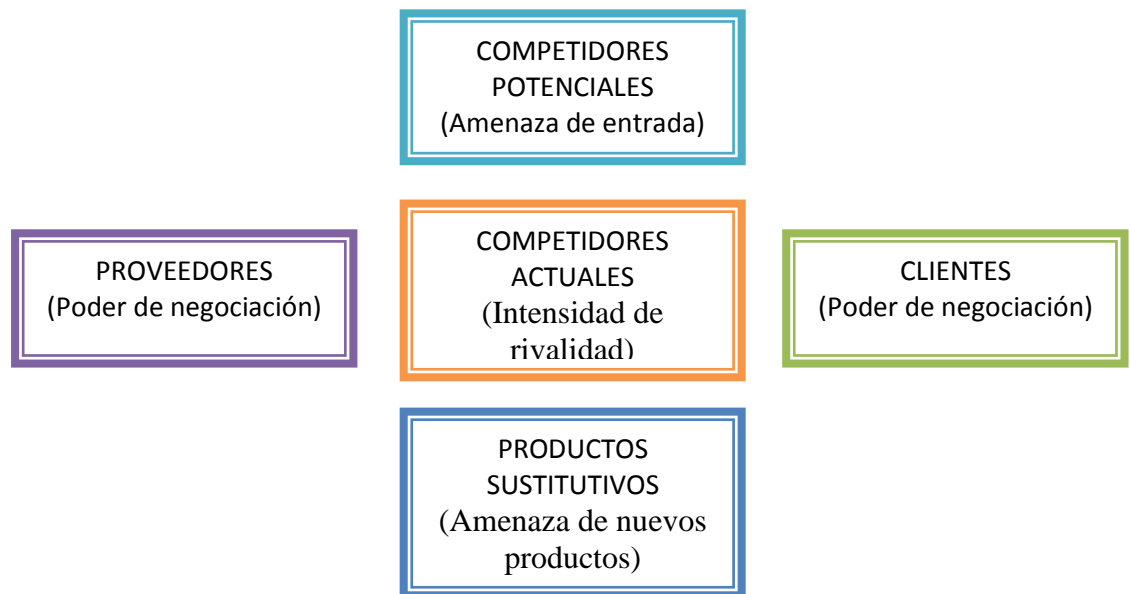 COMPETIDORES
POTENCIALES
(Amenaza de entrada)
PROVEEDORES
(Poder de negociación)
COMPETIDORES
ACTUALES
(Intensidad de
rivalidad)
CLIENTES
(Poder de negociación)
PRODUCTOS
SUSTITUTIVOS
(Amenaza de nuevos
productos)